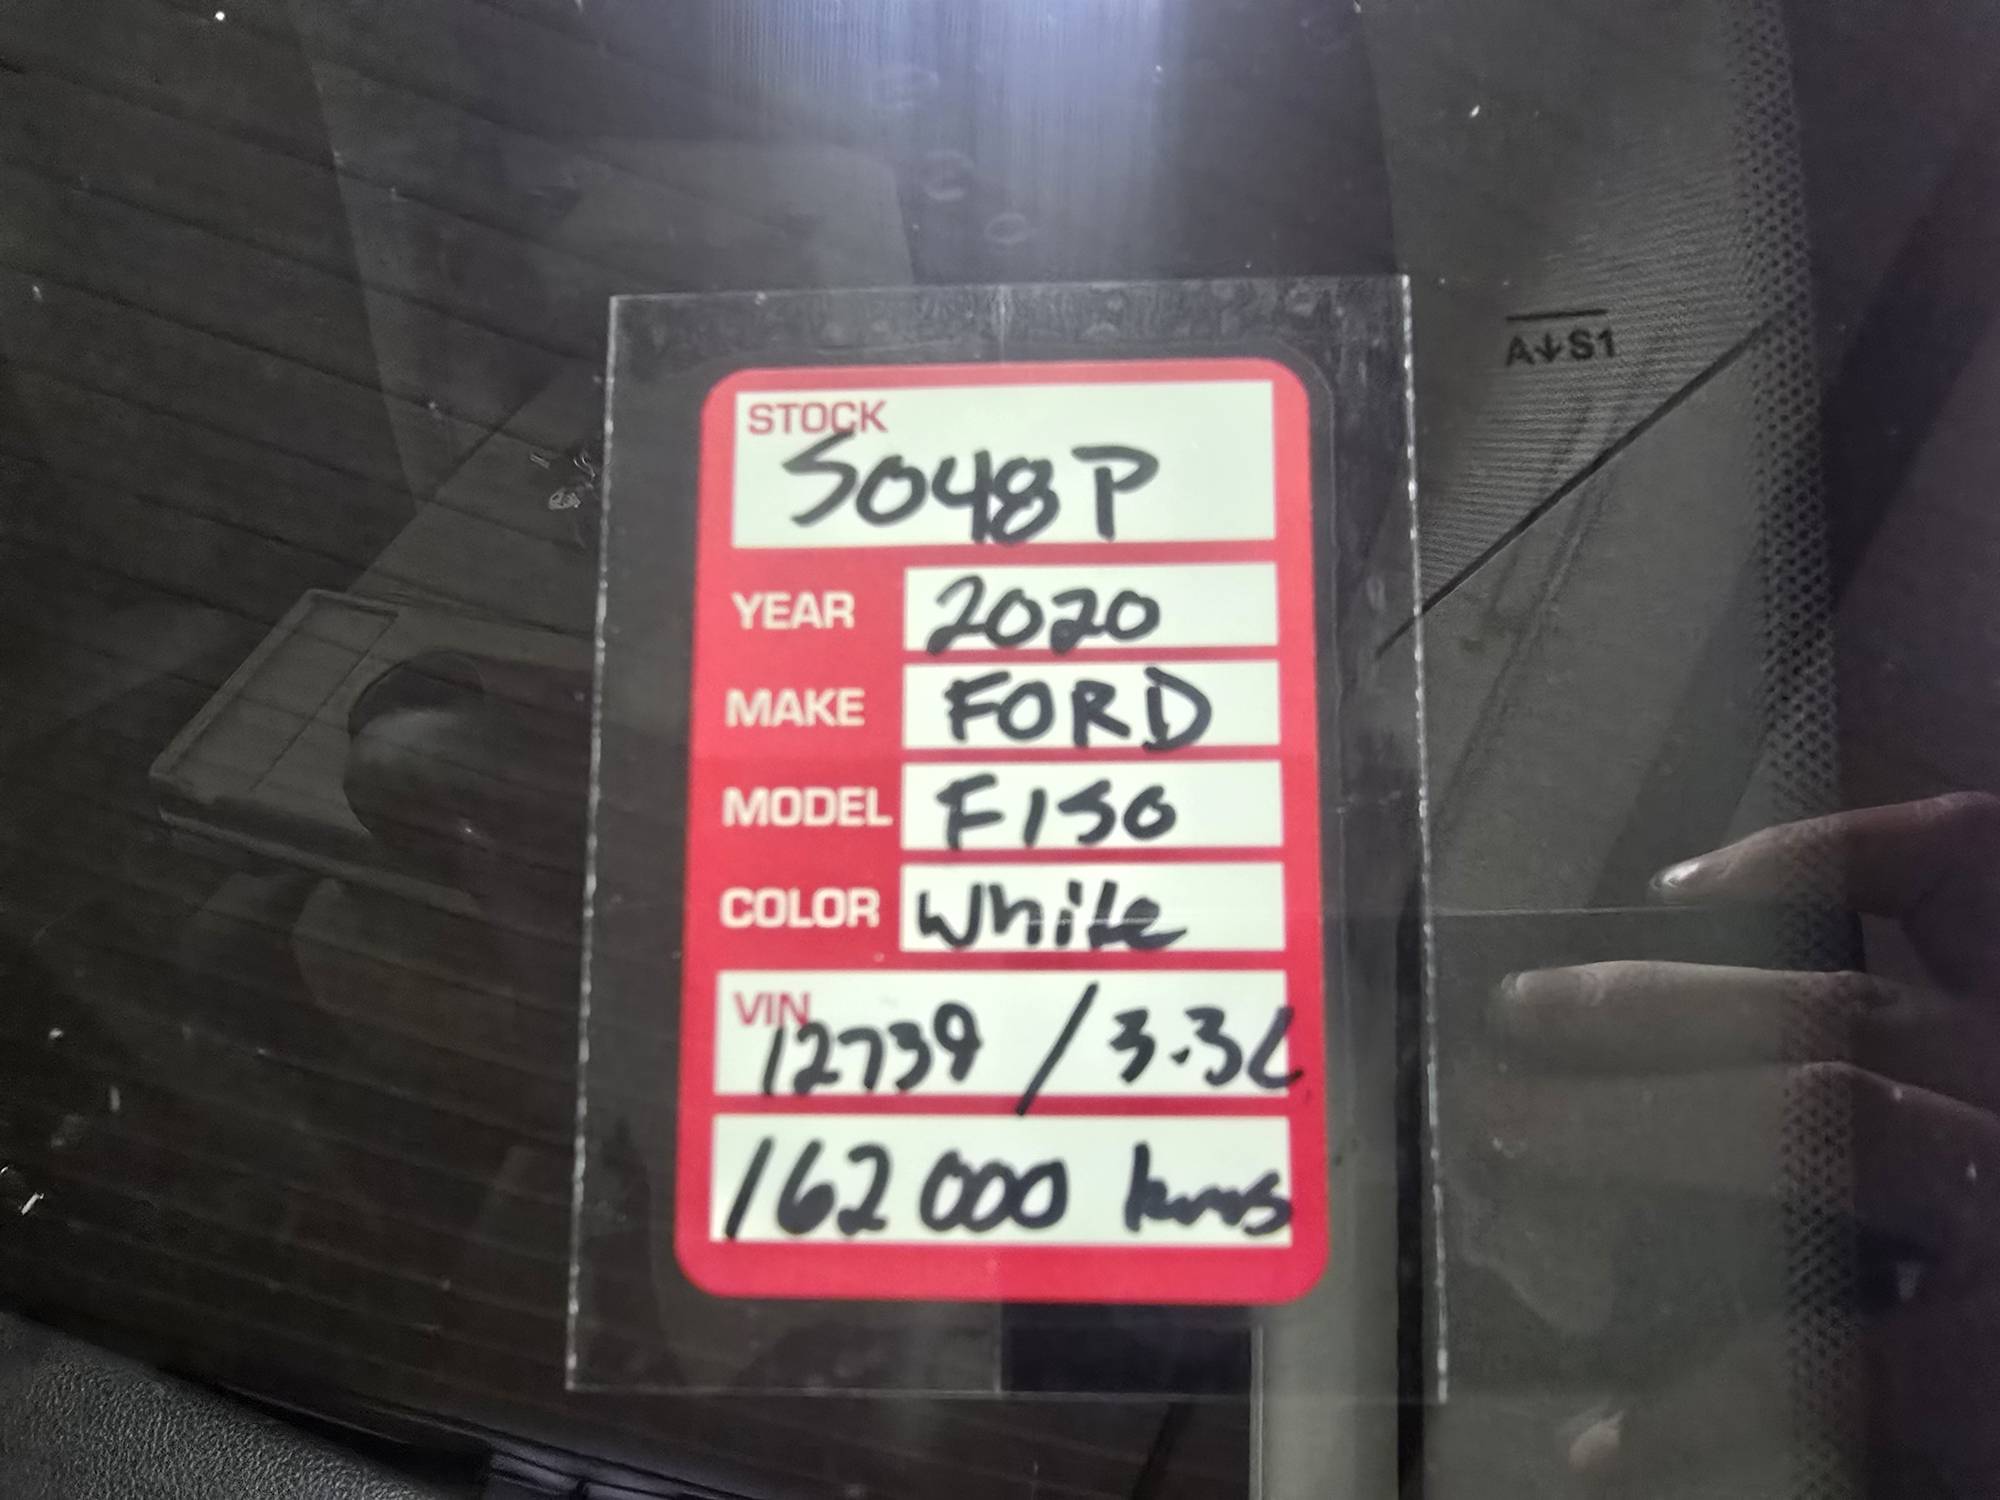 A↓S1
STOCK
5048P
YEAR 2020
MAKE FORD
MODEL F150
COLOR White
VIN
12739 / 3.3L
162000 kms